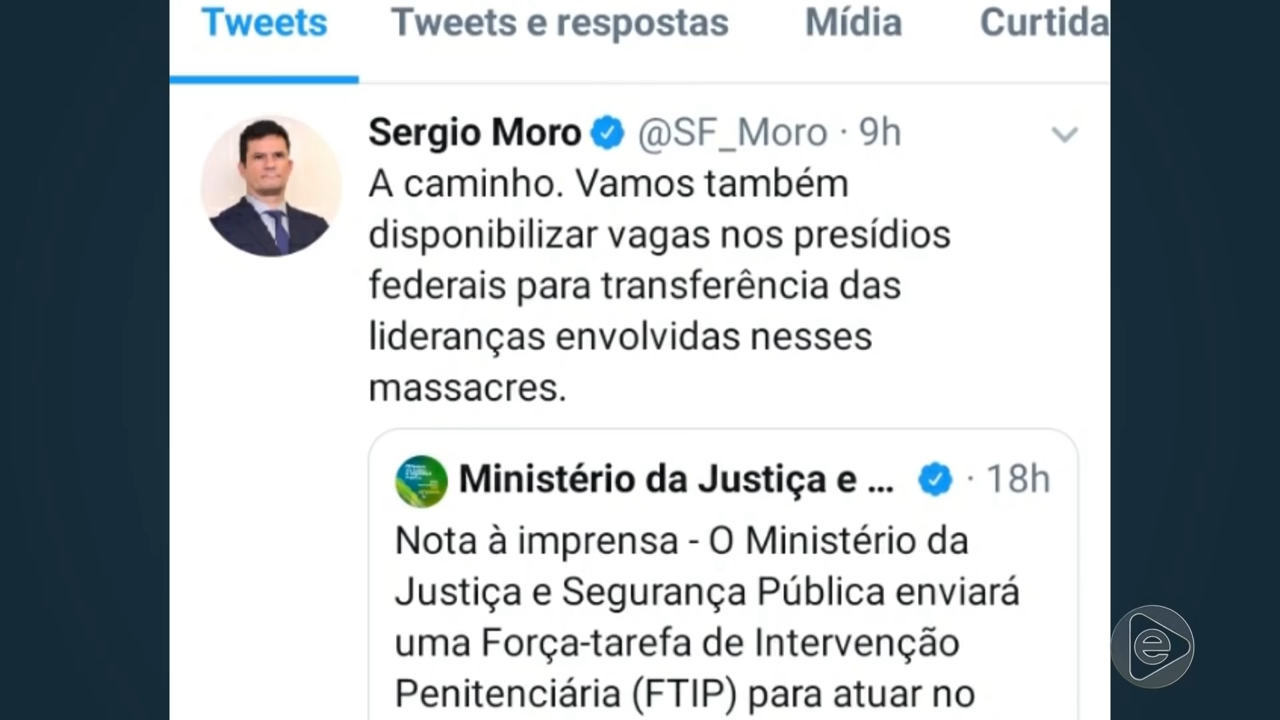 Tweets Tweets e respostas Mídia Curtida
Sergio Moro @SF_Moro · 9h
A caminho. Vamos também
disponibilizar vagas nos presídios
federais para transferência das
lideranças envolvidas nesses
massacres.
Ministério da Justiça e ... · 18h
Nota à imprensa - O Ministério da
Justiça e Segurança Pública enviará
uma Força-tarefa de Intervenção
Penitenciária (FTIP) para atuar no
e